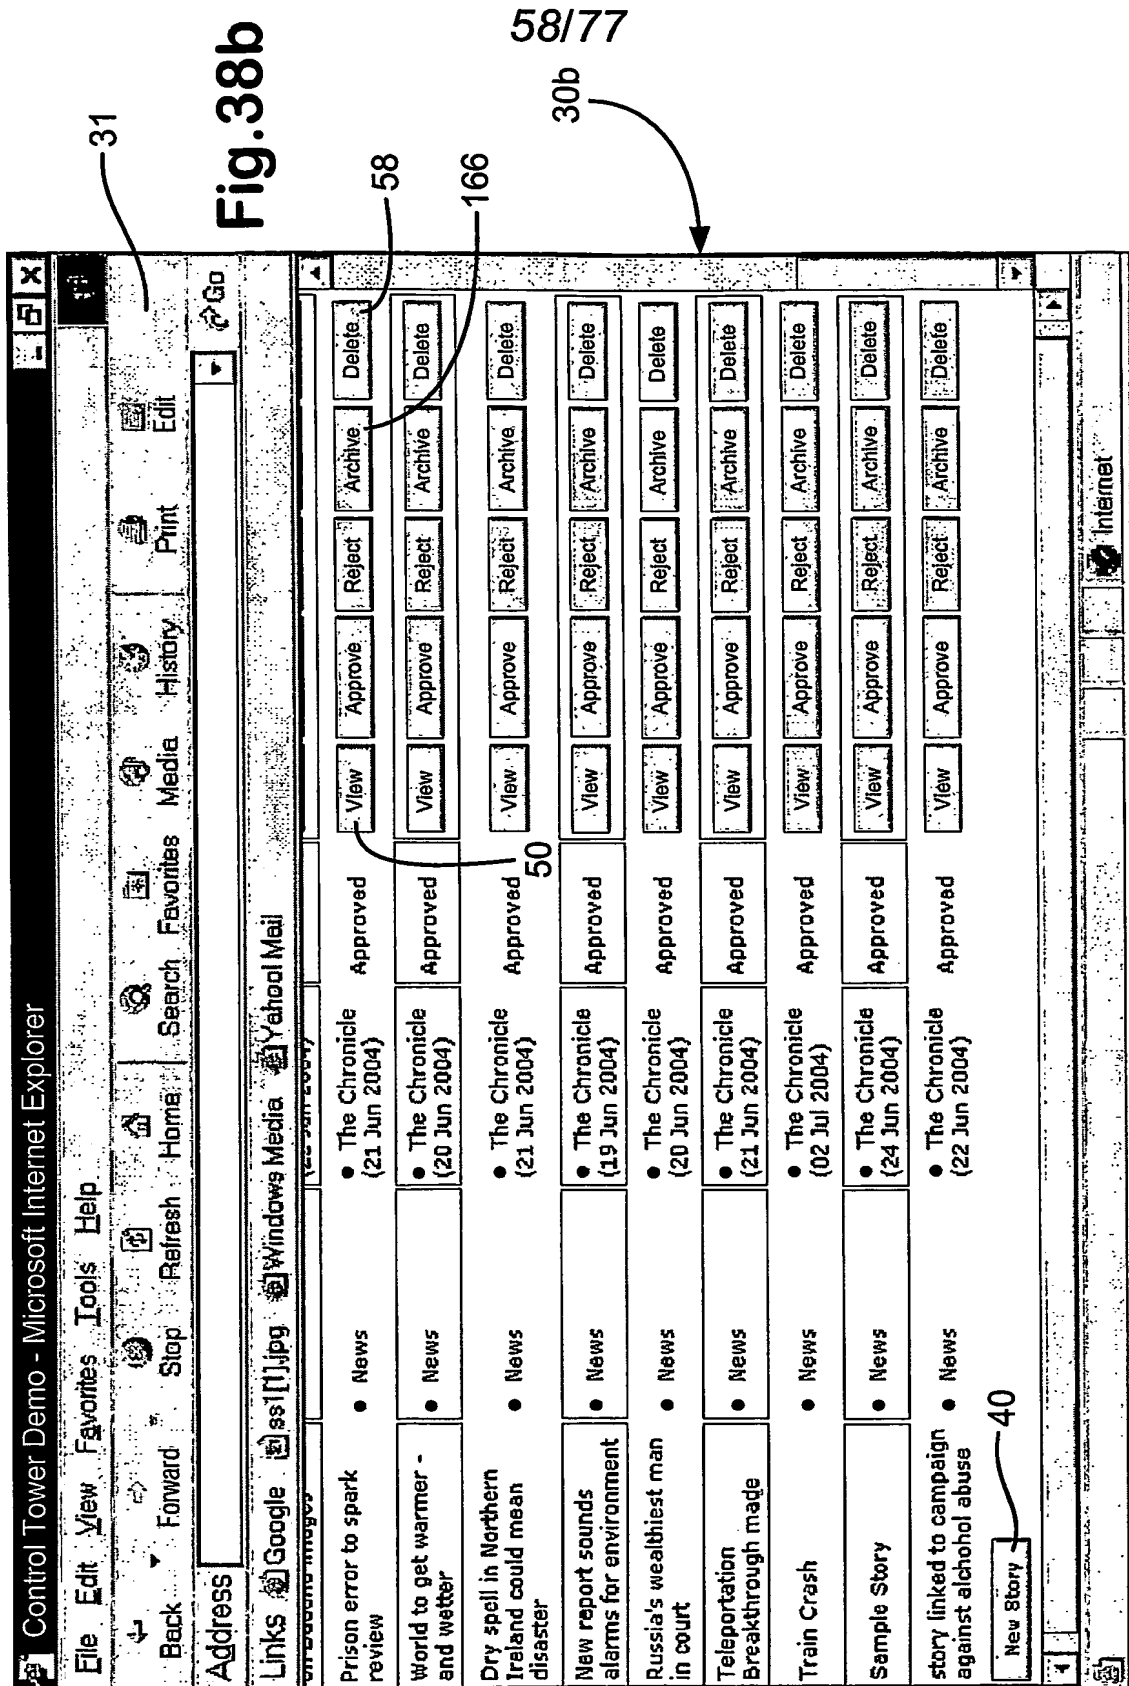 58/77
Fig.38b
Control Tower Demo - Microsoft Internet Explorer
File Edit View Favorites Tools Help
31
Back Forward Stop Refresh Home Search Favorites Media History Print Edit
Address Go
Links Google ss1[1].jpg Windows Media Yahool Mail
30b
Prison error to spark
review
● News
● The Chronicle
(21 Jun 2004)
Approved
View Approve Reject Archive Delete
58
166
50
World to get warmer -
and wetter
● News
● The Chronicle
(20 Jun 2004)
Approved
View Approve Reject Archive Delete
Dry spell in Northern
Ireland could mean
disaster
● News
● The Chronicle
(21 Jun 2004)
Approved
View Approve Reject Archive Delete
New report sounds
alarms for environment
● News
● The Chronicle
(19 Jun 2004)
Approved
View Approve Reject Archive Delete
Russia's wealthiest man
in court
● News
● The Chronicle
(20 Jun 2004)
Approved
View Approve Reject Archive Delete
Teleportation
Breakthrough made
● News
● The Chronicle
(21 Jun 2004)
Approved
View Approve Reject Archive Delete
Train Crash
● News
● The Chronicle
(02 Jul 2004)
Approved
View Approve Reject Archive Delete
Sample Story
● News
● The Chronicle
(24 Jun 2004)
Approved
View Approve Reject Archive Delete
story linked to campaign
against alchohol abuse
● News
● The Chronicle
(22 Jun 2004)
Approved
View Approve Reject Archive Delete
New Story
40
Internet